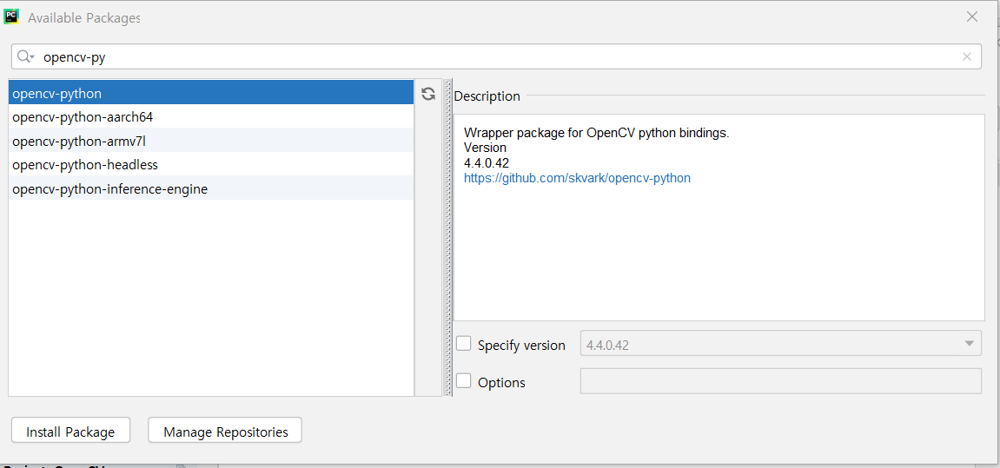 PC
Available Packages
opencv-py
opencv-python
opencv-python-aarch64
opencv-python-armv7l
opencv-python-headless
opencv-python-inference-engine
Description
Wrapper package for OpenCV python bindings.
Version
4.4.0.42
https://github.com/skvark/opencv-python
Specify version
4.4.0.42
Options
Install Package
Manage Repositories